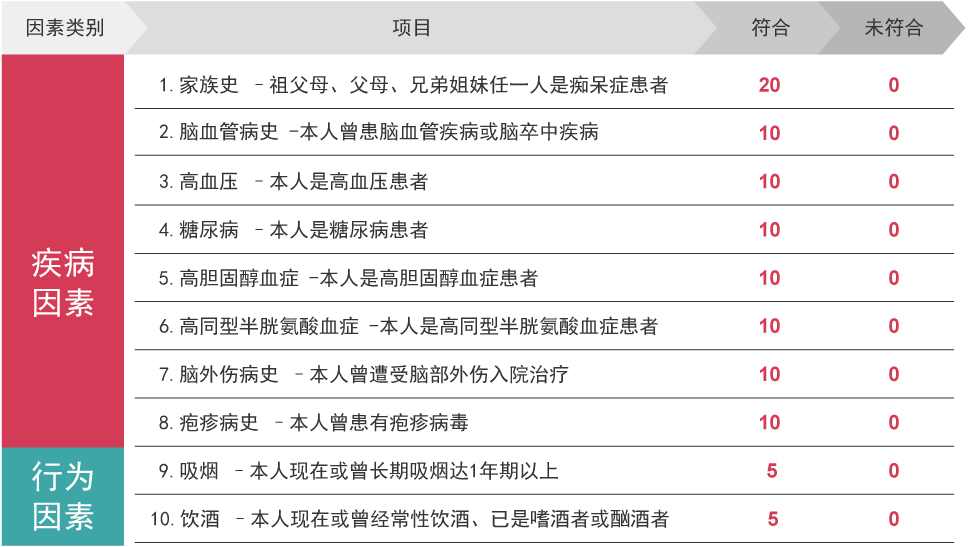 因素类别 项目 符合 未符合
疾病
因素
1. 家族史 -祖父母、父母、兄弟姐妹任一人是痴呆症患者 20 0
2. 脑血管病史 -本人曾患脑血管疾病或脑卒中疾病 10 0
3. 高血压 -本人是高血压患者 10 0
4. 糖尿病 -本人是糖尿病患者 10 0
5. 高胆固醇血症 -本人是高胆固醇血症患者 10 0
6. 高同型半胱氨酸血症 -本人是高同型半胱氨酸血症患者 10 0
7. 脑外伤病史 -本人曾遭受脑部外伤入院治疗 10 0
8. 疱疹病史 -本人曾患有疱疹病毒 10 0
行为
因素
9. 吸烟 -本人现在或曾长期吸烟达1年期以上 5 0
10. 饮酒 -本人现在或曾经常性饮酒、已是嗜酒者或酗酒者 5 0